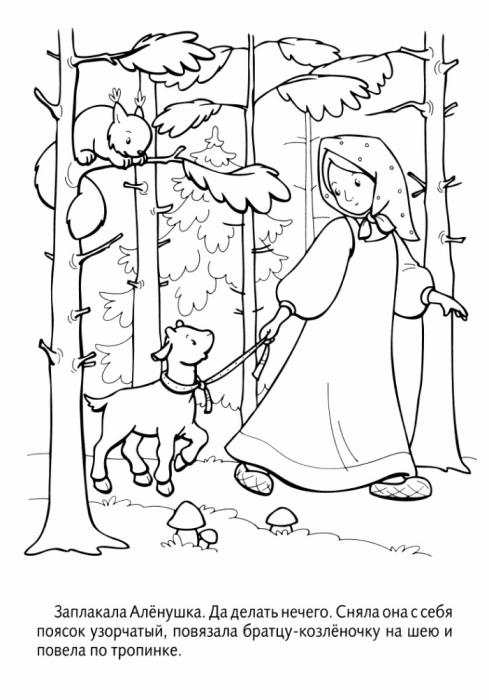 Заплакала Алёнушка. Да делать нечего. Сняла она с себя
поясок узорчатый, повязала братцу-козлёночку на шею и
повела по тропинке.